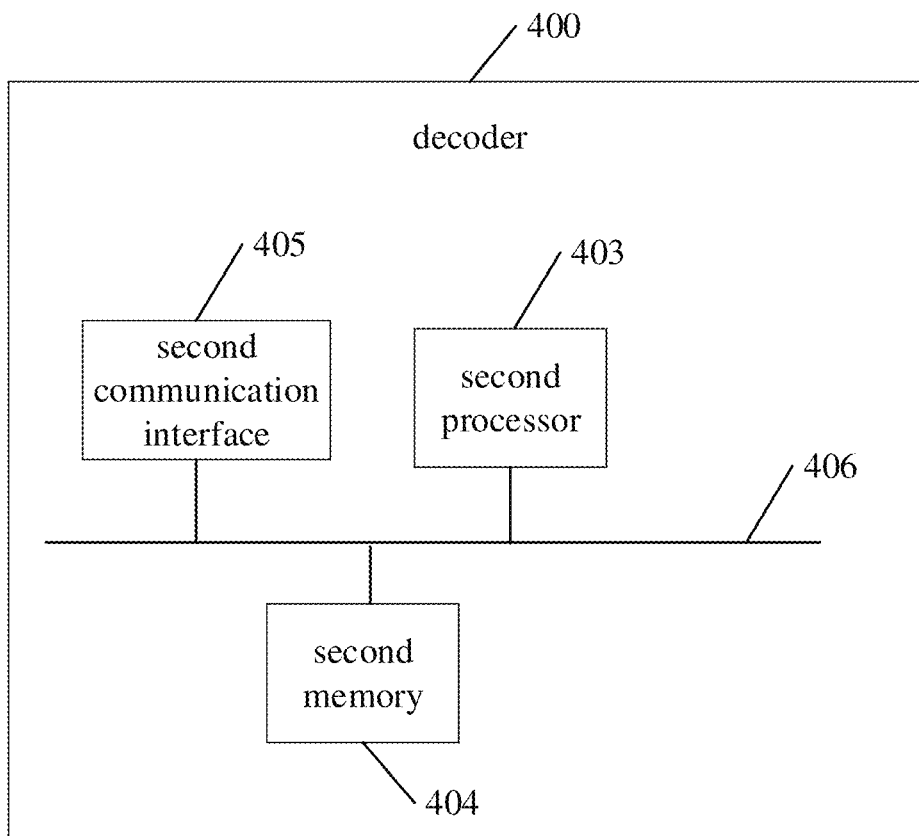 400
decoder
405
403
second
communication
interface
second
processor
406
second
memory
404